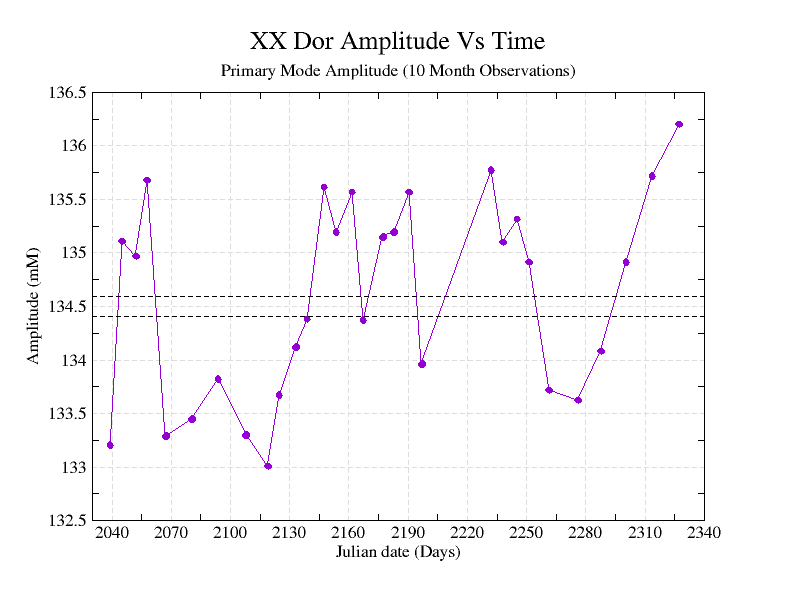 XX Dor Amplitude Vs Time
Primary Mode Amplitude (10 Month Observations)
136.5
136
135.5
135
134.5
134
133.5
133
132.5
Amplitude (mM)
2040 2070 2100 2130 2160 2190 2220 2250 2280 2310 2340
Julian date (Days)